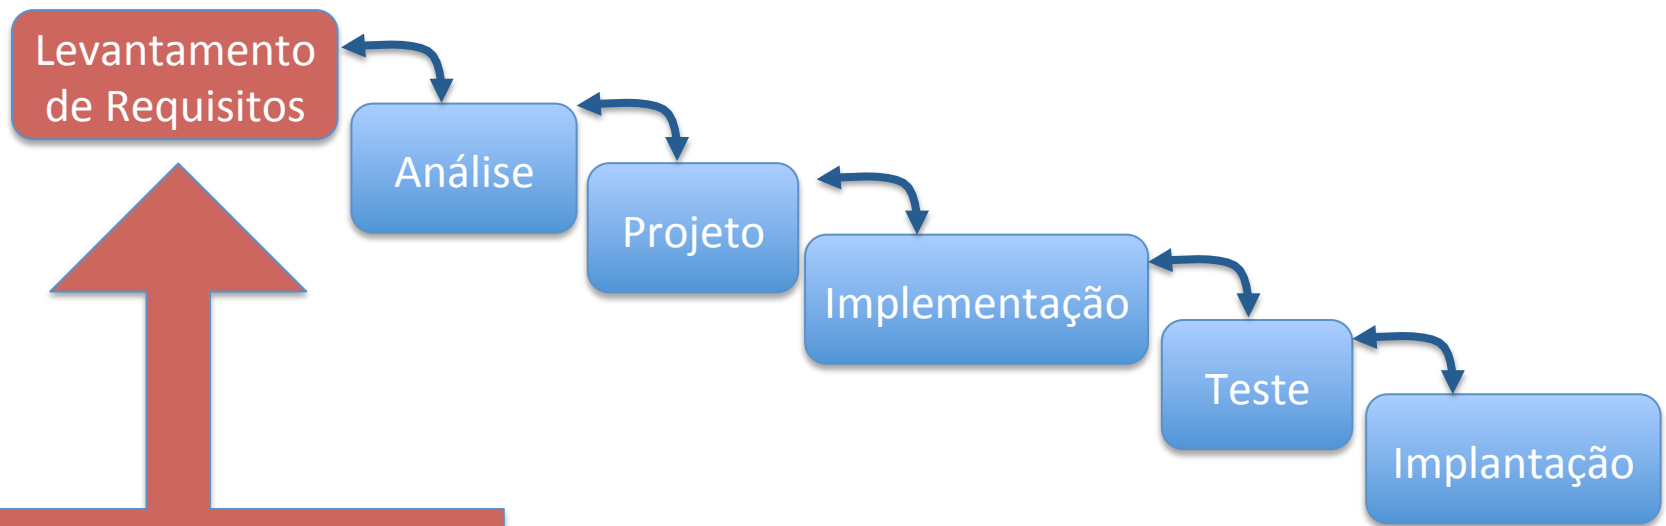 Levantamento
de Requisitos
Análise
Projeto
Implementação
Teste
Implantação